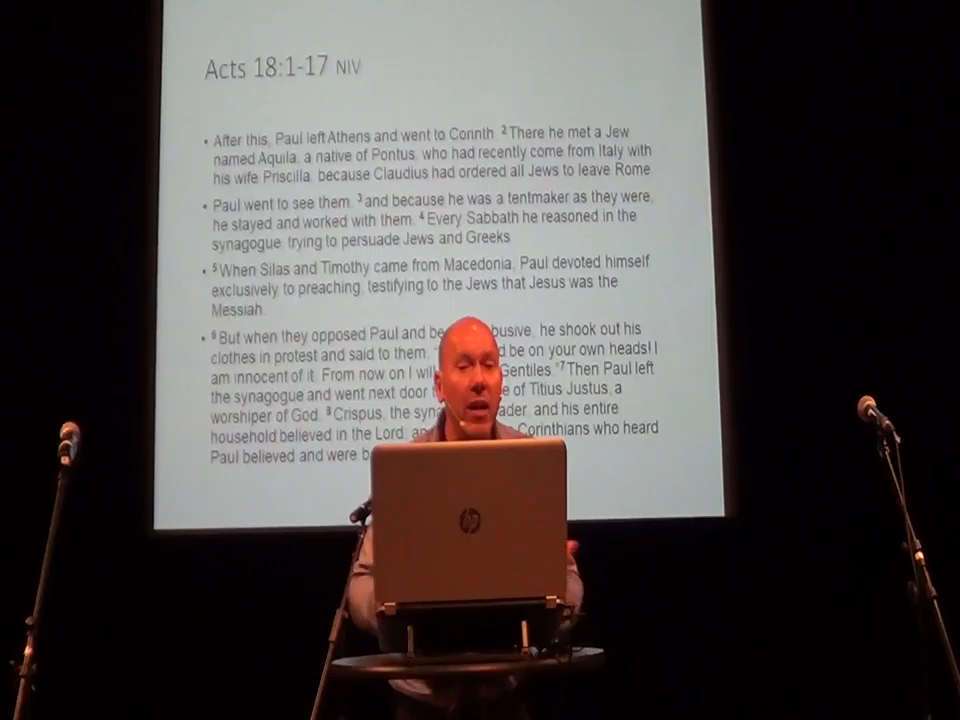 Acts 18:1-17 NIV
• After this, Paul left Athens and went to Corinth. 2 There he met a Jew
named Aquila, a native of Pontus, who had recently come from Italy with
his wife Priscilla, because Claudius had ordered all Jews to leave Rome.
• Paul went to see them, 3 and because he was a tentmaker as they were,
he stayed and worked with them. 4 Every Sabbath he reasoned in the
synagogue, trying to persuade Jews and Greeks.
• 5 When Silas and Timothy came from Macedonia, Paul devoted himself
exclusively to preaching, testifying to the Jews that Jesus was the
Messiah.
• 6 But when they opposed Paul and be busive, he shook out his
clothes in protest and said to them, d be on your own heads! I
am innocent of it. From now on I wil Gentiles." 7 Then Paul left
the synagogue and went next door e of Titius Justus, a
worshiper of God. 8 Crispus, the syna ader, and his entire
household believed in the Lord; an Corinthians who heard
Paul believed and were b
hp